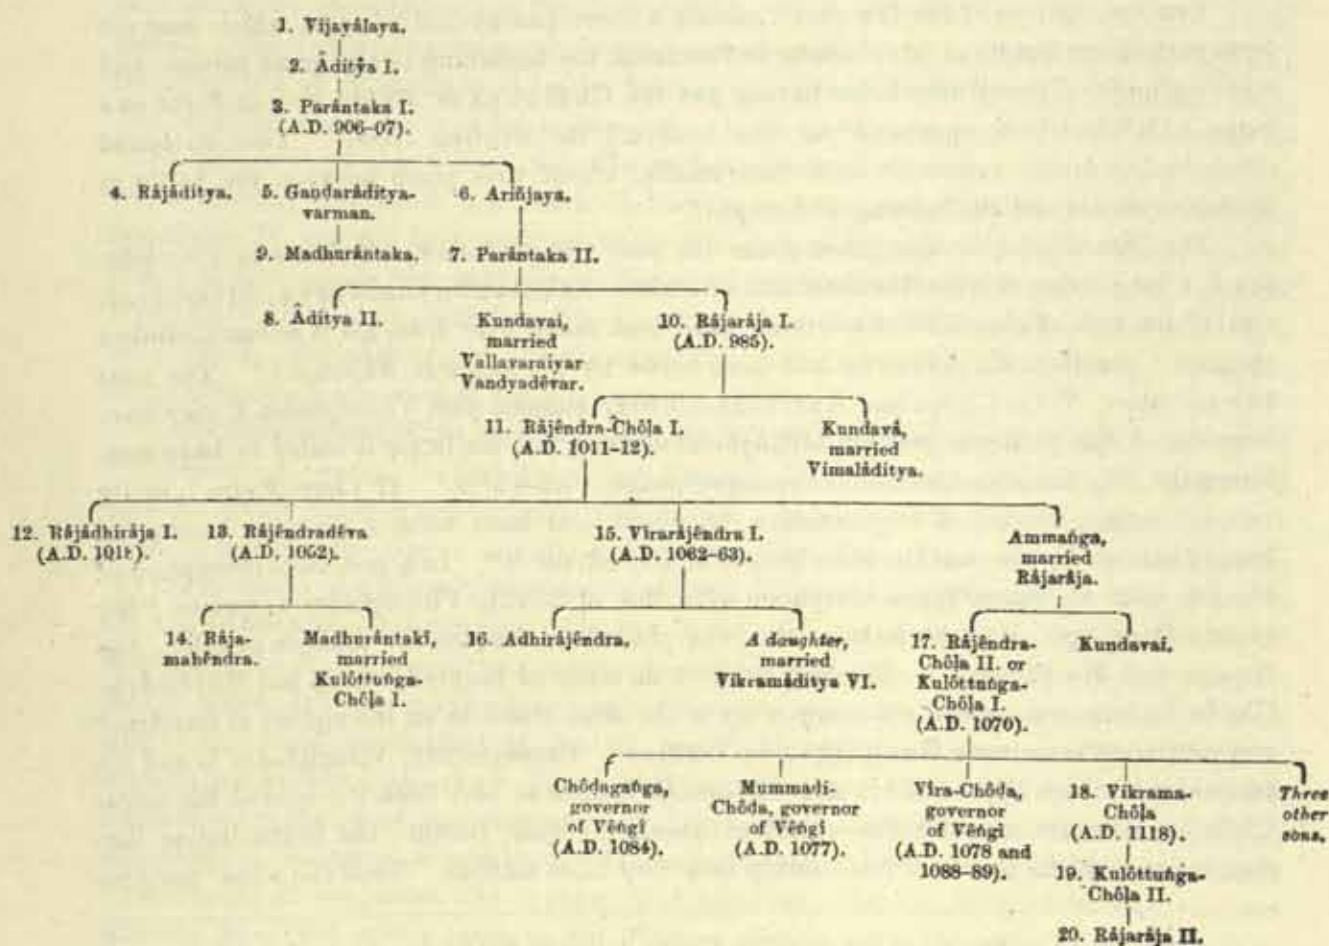 1. Vijayâlaya.
2. Âditya I.
3. Parântaka I.
(A.D. 906-07).
4. Râjâditya. 5. Gaṇḍarâditya- 6. Ariñjaya.
varman.
9. Madhurântaka. 7. Parântaka II.
8. Âditya II. Kundavai, 10. Râjarâja I.
married (A.D. 985).
Vallavaraiyar
Vandyadêvar.
11. Râjêndra-Chôḷa I. Kundavâ,
(A.D. 1011-12). married
Vimalâditya.
12. Râjâdhirâja I. 13. Râjêndradêva 15. Vîrarâjêndra I. Ammaṅga,
(A.D. 1018). (A.D. 1052). (A.D. 1062-63). married
Râjarâja.
14. Râja- Madhurântakî, 16. Adhirâjêndra. A daughter, 17. Râjêndra- Kundavai.
mahêndra. married married Chôḷa II. or
Kulôttuṅga- Vikramâditya VI. Kulôttuṅga-
Chôḷa I. Chôḷa I.
(A.D. 1070).
Chôḍagaṅga, Mummaḍi- Vîra-Chôḍa, 18. Vikrama- Three
governor Chôḍa, governor governor Chôḷa other
of Vêṅgî of Vêṅgî of Vêṅgî (A.D. 1118). sons.
(A.D. 1084). (A.D. 1077). (A.D. 1078 and
1088-89). 19. Kulôttuṅga-
Chôḷa II.
20. Râjarâja II.